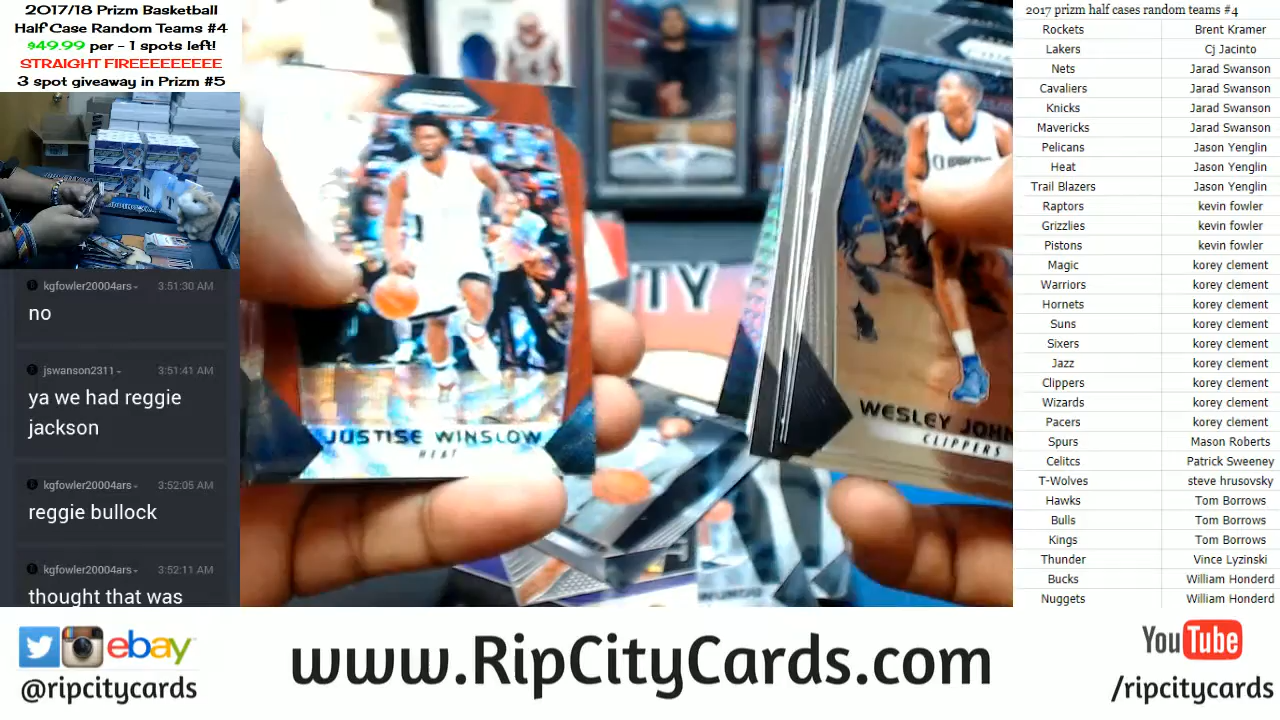 2017/18 Prizm Basketball
Half Case Random Teams #4
$49.99 per - 1 spots left!
STRAIGHT FIREEEEEEEEE
3 spot giveaway in Prizm #5
kgfowler20004ars
3:51:30 AM
no
jswanson2311
3:51:41 AM
ya we had reggie
jackson
kgfowler20004ars
3:52:05 AM
reggie bullock
kgfowler20004ars
3:52:11 AM
thought that was
ITY
JUSTISE WINSLOW
HEAT
WESLEY JOHN
CLIPPERS
2017 prizm half cases random teams #4
Rockets Brent Kramer
Lakers Cj Jacinto
Nets Jarad Swanson
Cavaliers Jarad Swanson
Knicks Jarad Swanson
Mavericks Jarad Swanson
Pelicans Jason Yenglin
Heat Jason Yenglin
Trail Blazers Jason Yenglin
Raptors kevin fowler
Grizzlies kevin fowler
Pistons kevin fowler
Magic korey clement
Warriors korey clement
Hornets korey clement
Suns korey clement
Sixers korey clement
Jazz korey clement
Clippers korey clement
Wizards korey clement
Pacers korey clement
Spurs Mason Roberts
Celitcs Patrick Sweeney
T-Wolves steve hrusovsky
Hawks Tom Borrows
Bulls Tom Borrows
Kings Tom Borrows
Thunder Vince Lyzinski
Bucks William Honderd
Nuggets William Honderd
ebay
@ripcitycards
www.RipCityCards.com
YouTube
/ripcitycards